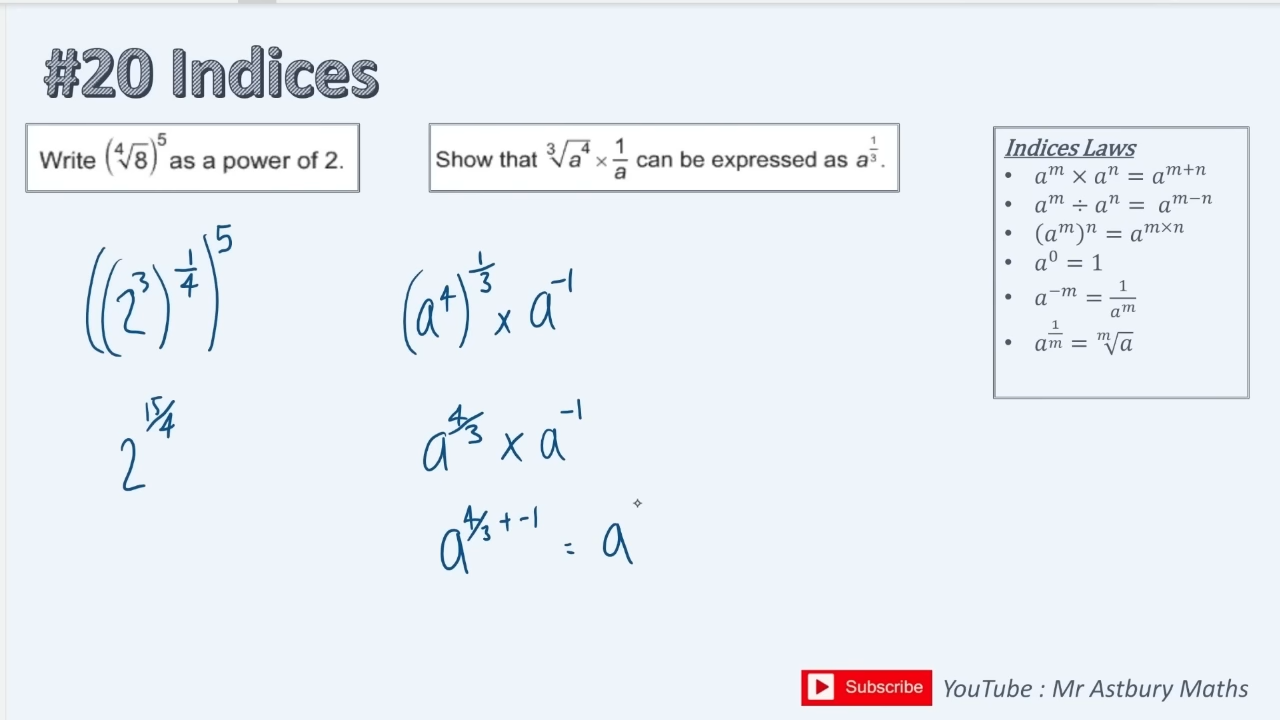 #20 Indices
Write (∜8)⁵ as a power of 2.
((2³)^(1/4))⁵
2^(15/4)
Show that ∛a⁴ × 1/a can be expressed as a^(1/3).
(a⁴)^(1/3) × a⁻¹
a^(4/3) × a⁻¹
a^(4/3 + -1) = a
Indices Laws
• a^m × a^n = a^(m+n)
• a^m ÷ a^n = a^(m−n)
• (a^m)^n = a^(m×n)
• a⁰ = 1
• a^(−m) = 1/a^m
• a^(1/m) = ᵐ√a
Subscribe
YouTube : Mr Astbury Maths